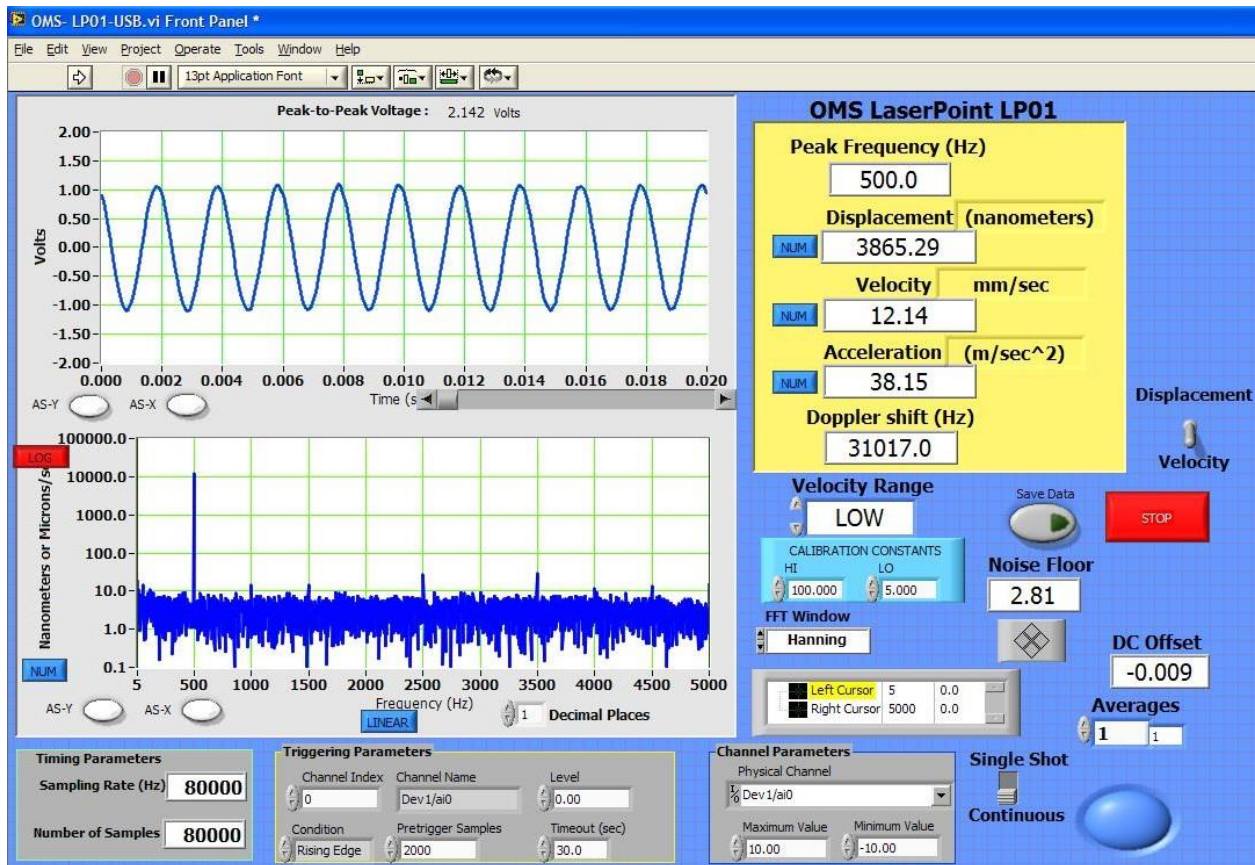 OMS- LP01-USB.vi Front Panel *
File Edit View Project Operate Tools Window Help
13pt Application Font
Peak-to-Peak Voltage : 2.142 Volts
Volts
2.00
1.50
1.00
0.50
0.00
-0.50
-1.00
-1.50
-2.00
0.000 0.002 0.004 0.006 0.008 0.010 0.012 0.014 0.016 0.018 0.020
AS-Y AS-X Time (s
LOG
Nanometers or Microns/se
100000.0
10000.0
1000.0
100.0
10.0
1.0
0.1
NUM
5 500 1000 1500 2000 2500 3000 3500 4000 4500 5000
AS-Y AS-X Frequency (Hz)
LINEAR 1 Decimal Places
OMS LaserPoint LP01
Peak Frequency (Hz)
500.0
Displacement (nanometers)
NUM 3865.29
Velocity mm/sec
NUM 12.14
Acceleration (m/sec^2)
NUM 38.15
Doppler shift (Hz)
31017.0
Displacement
Velocity
Velocity Range
LOW
Save Data
STOP
CALIBRATION CONSTANTS
HI LO
100.000 5.000
Noise Floor
2.81
FFT Window
Hanning
DC Offset
-0.009
Left Cursor 5 0.0
Right Cursor 5000 0.0
Averages
1 1
Timing Parameters
Sampling Rate (Hz) 80000
Number of Samples 80000
Triggering Parameters
Channel Index Channel Name Level
0 Dev1/ai0 0.00
Condition Pretrigger Samples Timeout (sec)
Rising Edge 2000 30.0
Channel Parameters
Physical Channel
Dev1/ai0
Maximum Value Minimum Value
10.00 -10.00
Single Shot
Continuous